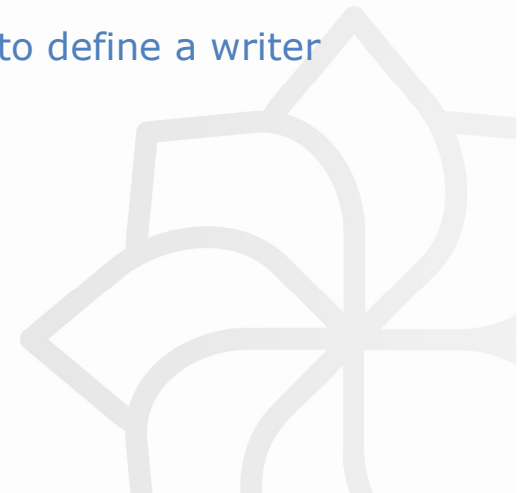 to define a writer